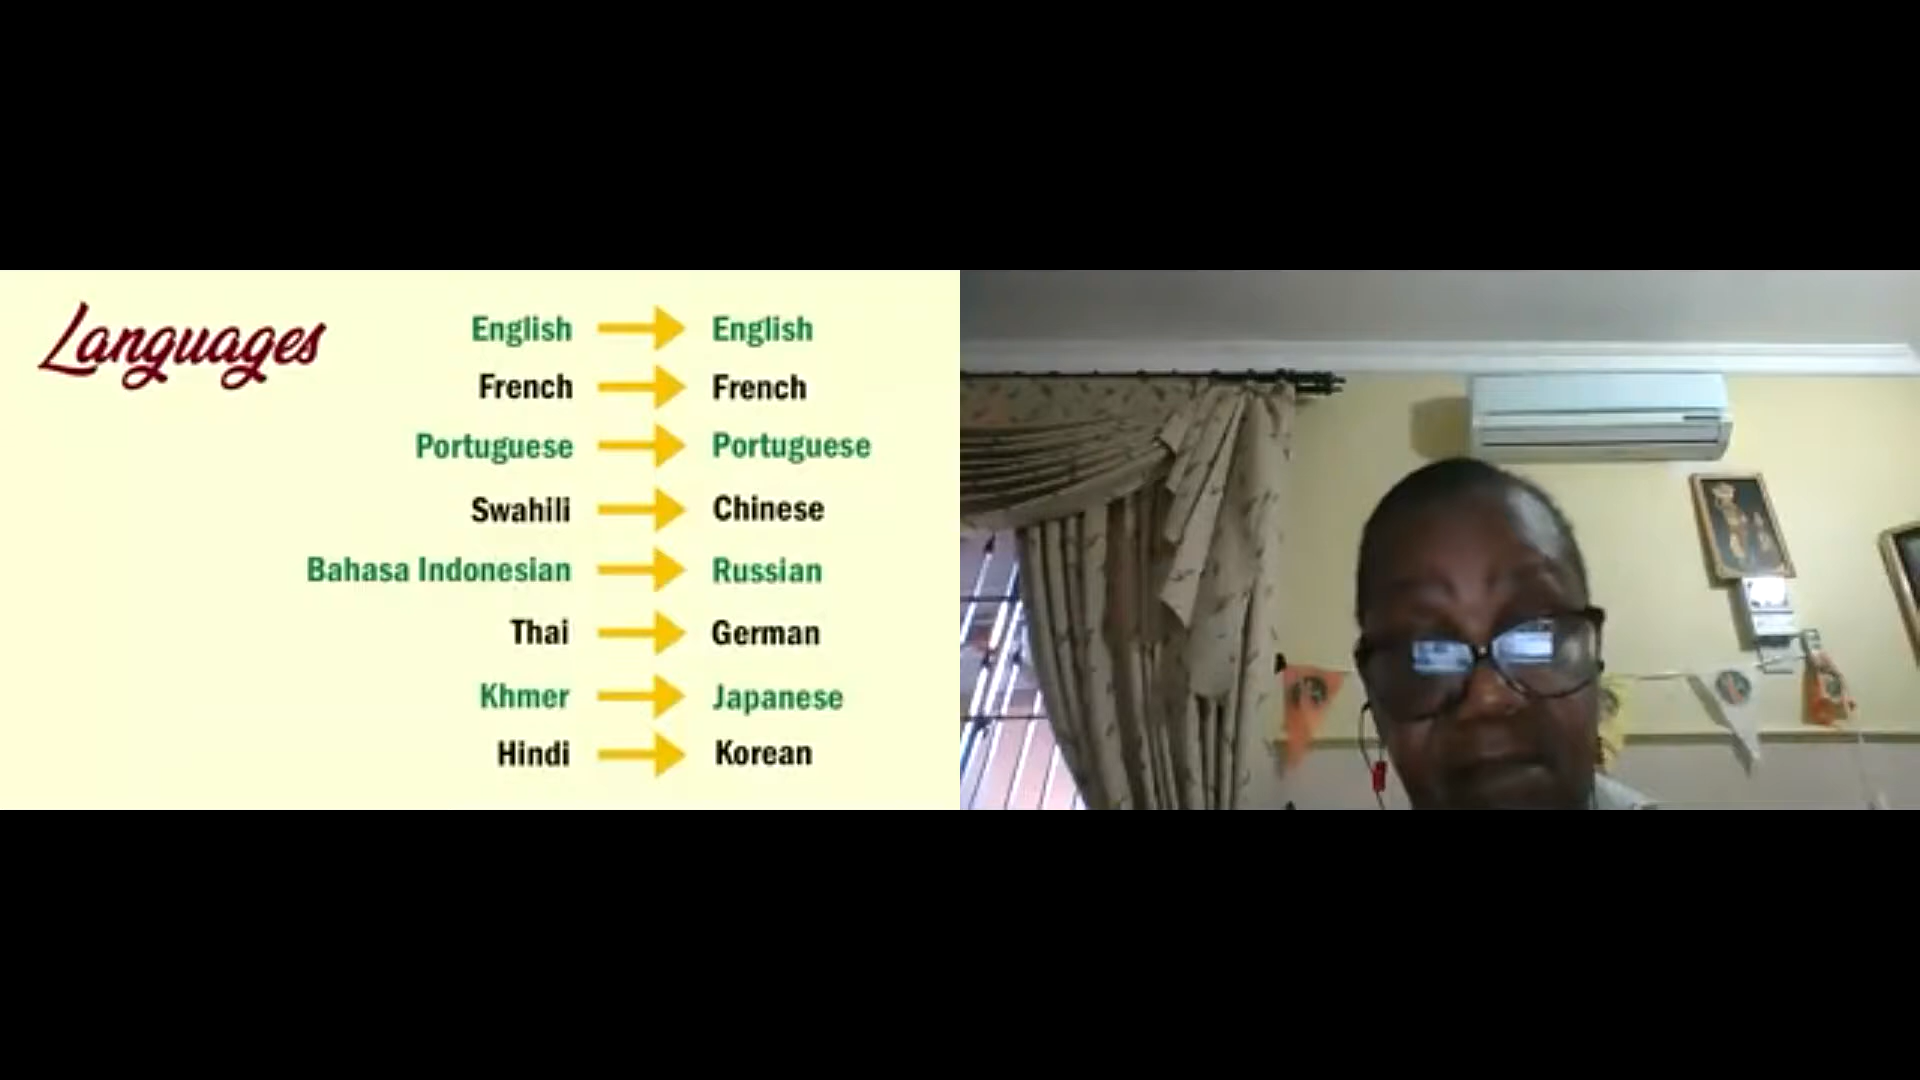 Languages
English → English
French → French
Portuguese → Portuguese
Swahili → Chinese
Bahasa Indonesian → Russian
Thai → German
Khmer → Japanese
Hindi → Korean